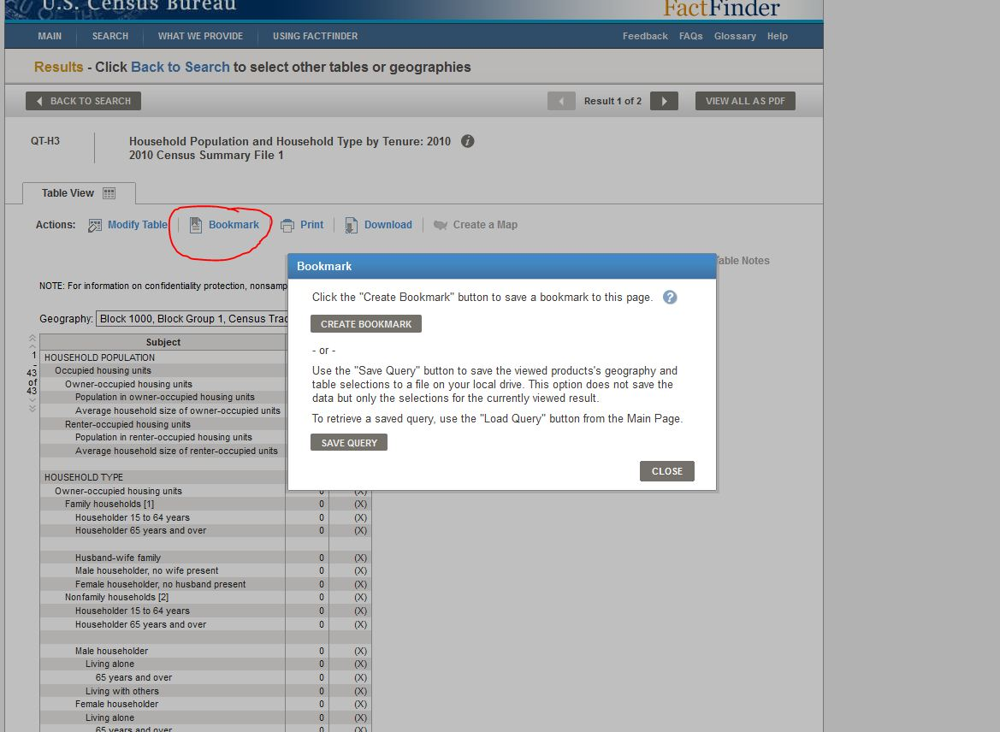 U.S. Census Bureau
FactFinder
MAIN SEARCH WHAT WE PROVIDE USING FACTFINDER Feedback FAQs Glossary Help
Results - Click Back to Search to select other tables or geographies
BACK TO SEARCH Result 1 of 2 VIEW ALL AS PDF
QT-H3 Household Population and Household Type by Tenure: 2010
2010 Census Summary File 1
Table View
Actions: Modify Table Bookmark Print Download Create a Map
Table Notes
Bookmark
Click the "Create Bookmark" button to save a bookmark to this page.
CREATE BOOKMARK
- or -
Use the "Save Query" button to save the viewed products's geography and
table selections to a file on your local drive. This option does not save the
data but only the selections for the currently viewed result.
To retrieve a saved query, use the "Load Query" button from the Main Page.
SAVE QUERY
CLOSE
NOTE: For information on confidentiality protection,
Geography: Block 1000, Block Group 1, Census
1
-
43
of
43
Subject
HOUSEHOLD POPULATION
Occupied housing units
Owner-occupied housing units
Population in owner-occupied housing units
Average household size of owner-occupied units
Renter-occupied housing units
Population in renter-occupied housing units
Average household size of renter-occupied units
HOUSEHOLD TYPE
Owner-occupied housing units 0 (X)
Family households [1] 0 (X)
Householder 15 to 64 years 0 (X)
Householder 65 years and over 0 (X)
Husband-wife family 0 (X)
Male householder, no wife present 0 (X)
Female householder, no husband present 0 (X)
Nonfamily households [2] 0 (X)
Householder 15 to 64 years 0 (X)
Householder 65 years and over 0 (X)
Male householder 0 (X)
Living alone 0 (X)
65 years and over 0 (X)
Living with others 0 (X)
Female householder 0 (X)
Living alone 0 (X)
65 years and over 0 (X)